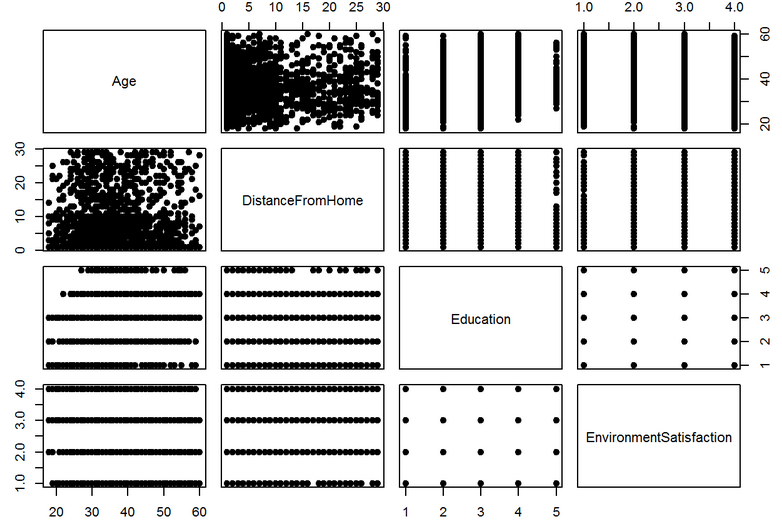 0 5 10 20 30
1.0 2.0 3.0 4.0
Age
20 40 60
0 10 20 30
DistanceFromHome
Education
1 2 3 4 5
1.0 2.0 3.0 4.0
EnvironmentSatisfaction
20 30 40 50 60
1 2 3 4 5